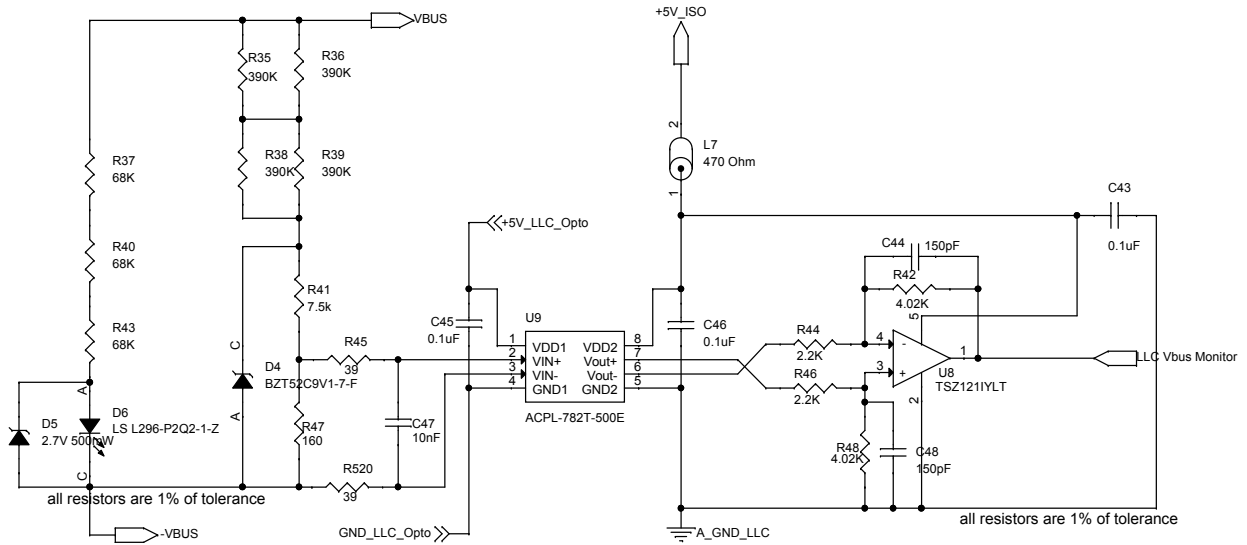 VBUS
R35
390K
R36
390K
R38
390K
R39
390K
R37
68K
R40
68K
R43
68K
R41
7.5k
R45
39
C
D4
BZT52C9V1-7-F
A
R47
160
C47
10nF
R520
39
A
D6
LS L296-P2Q2-1-Z
D5
2.7V 500mW
C
all resistors are 1% of tolerance
-VBUS
+5V_LLC_Opto
C45
0.1uF
GND_LLC_Opto
U9
1
2
3
4
VDD1
VIN+
VIN-
GND1
VDD2
Vout+
Vout-
GND2
8
7
6
5
ACPL-782T-500E
+5V_ISO
2
L7
470 Ohm
1
C46
0.1uF
A_GND_LLC
R44
2.2K
R46
2.2K
C44
150pF
R42
4.02K
5
4
-
3
+
1
2
U8
TSZ121IYLT
R48
4.02K
C48
150pF
C43
0.1uF
LLC Vbus Monitor
all resistors are 1% of tolerance